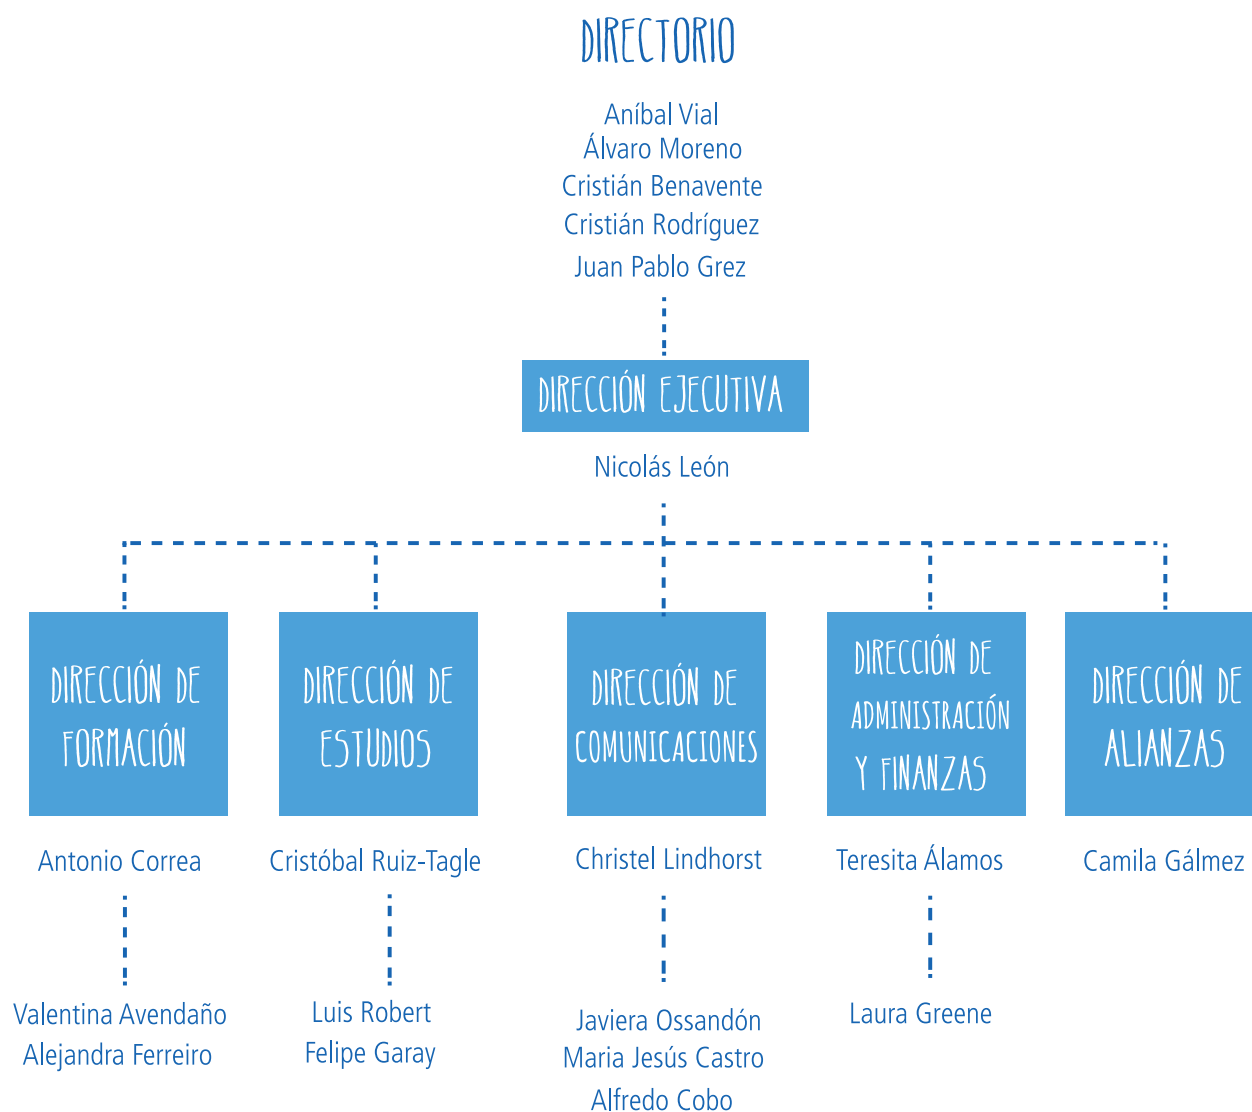 DIRECTORIO
Aníbal Vial
Álvaro Moreno
Cristián Benavente
Cristián Rodríguez
Juan Pablo Grez
DIRECCIÓN EJECUTIVA
Nicolás León
DIRECCIÓN DE
FORMACIÓN
Antonio Correa
Valentina Avendaño
Alejandra Ferreiro
DIRECCIÓN DE
ESTUDIOS
Cristóbal Ruiz-Tagle
Luis Robert
Felipe Garay
DIRECCIÓN DE
COMUNICACIONES
Christel Lindhorst
Javiera Ossandón
Maria Jesús Castro
Alfredo Cobo
DIRECCIÓN DE
ADMINISTRACIÓN
Y FINANZAS
Teresita Álamos
Laura Greene
DIRECCIÓN DE
ALIANZAS
Camila Gálmez